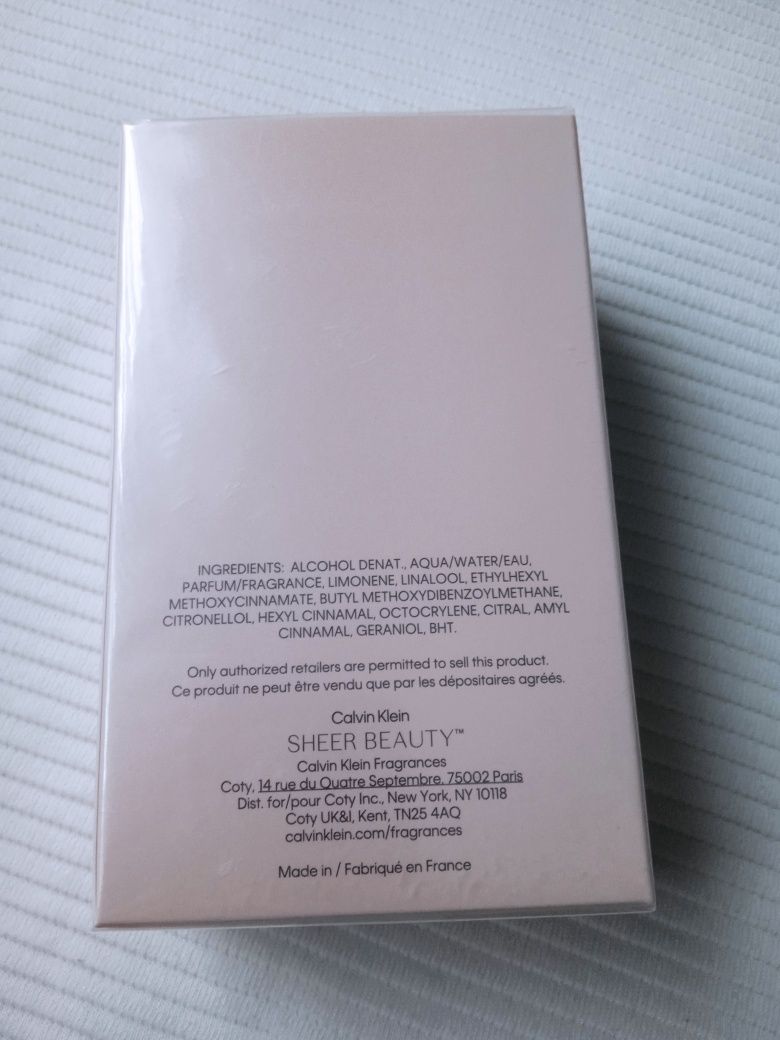 INGREDIENTS: ALCOHOL DENAT., AQUA/WATER/EAU,
PARFUM/FRAGRANCE, LIMONENE, LINALOOL, ETHYLHEXYL
METHOXYCINNAMATE, BUTYL METHOXYDIBENZOYLMETHANE,
CITRONELLOL, HEXYL CINNAMAL, OCTOCRYLENE, CITRAL, AMYL
CINNAMAL, GERANIOL, BHT.
Only authorized retailers are permitted to sell this product.
Ce produit ne peut être vendu que par les dépositaires agréés.
Calvin Klein
SHEER BEAUTY™
Calvin Klein Fragrances
Coty, 14 rue du Quatre Septembre, 75002 Paris
Dist. for/pour Coty Inc., New York, NY 10118
Coty UK&I, Kent, TN25 4AQ
calvinklein.com/fragrances
Made in / Fabriqué en France